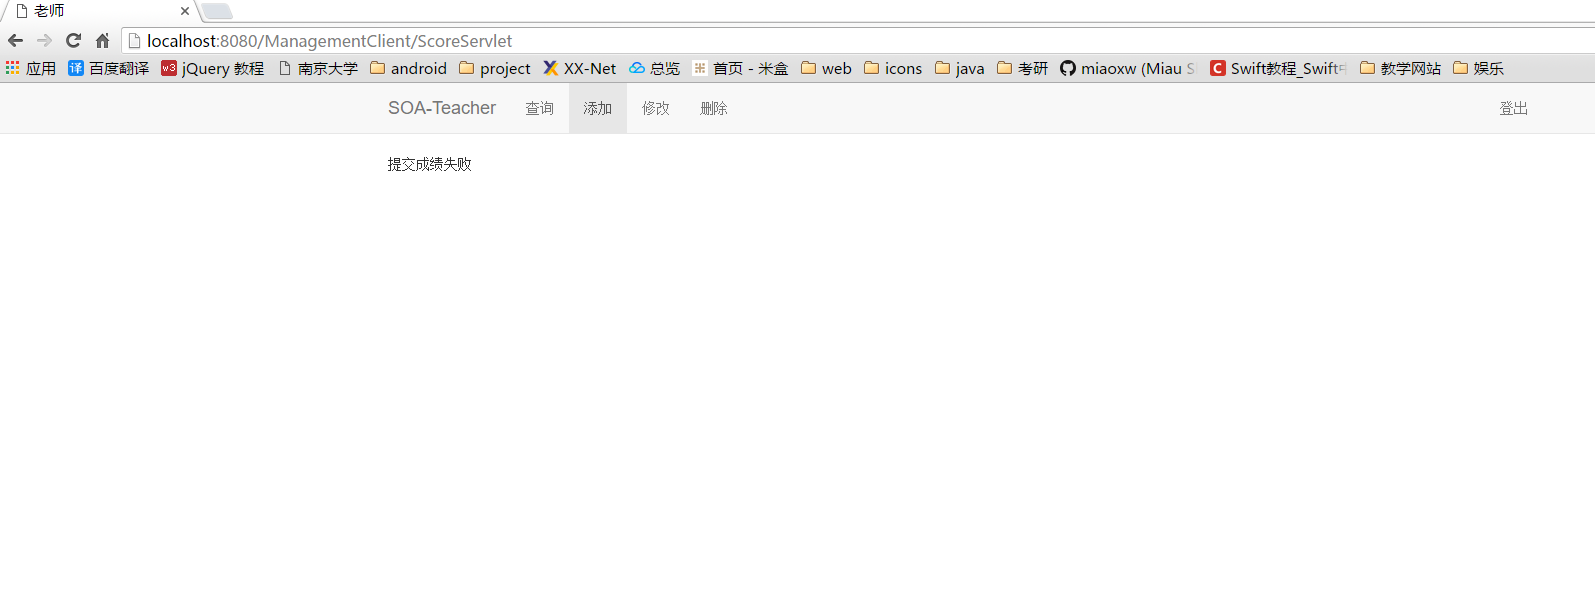 老师
localhost:8080/ManagementClient/ScoreServlet
应用 译 百度翻译 w3 jQuery 教程 南京大学 android project XX-Net 总览 首页 - 米盒 web icons java 考研 miaoxw (Miau S C Swift教程_Swift 教学网站 娱乐
SOA-Teacher 查询 添加 修改 删除 登出
提交成绩失败